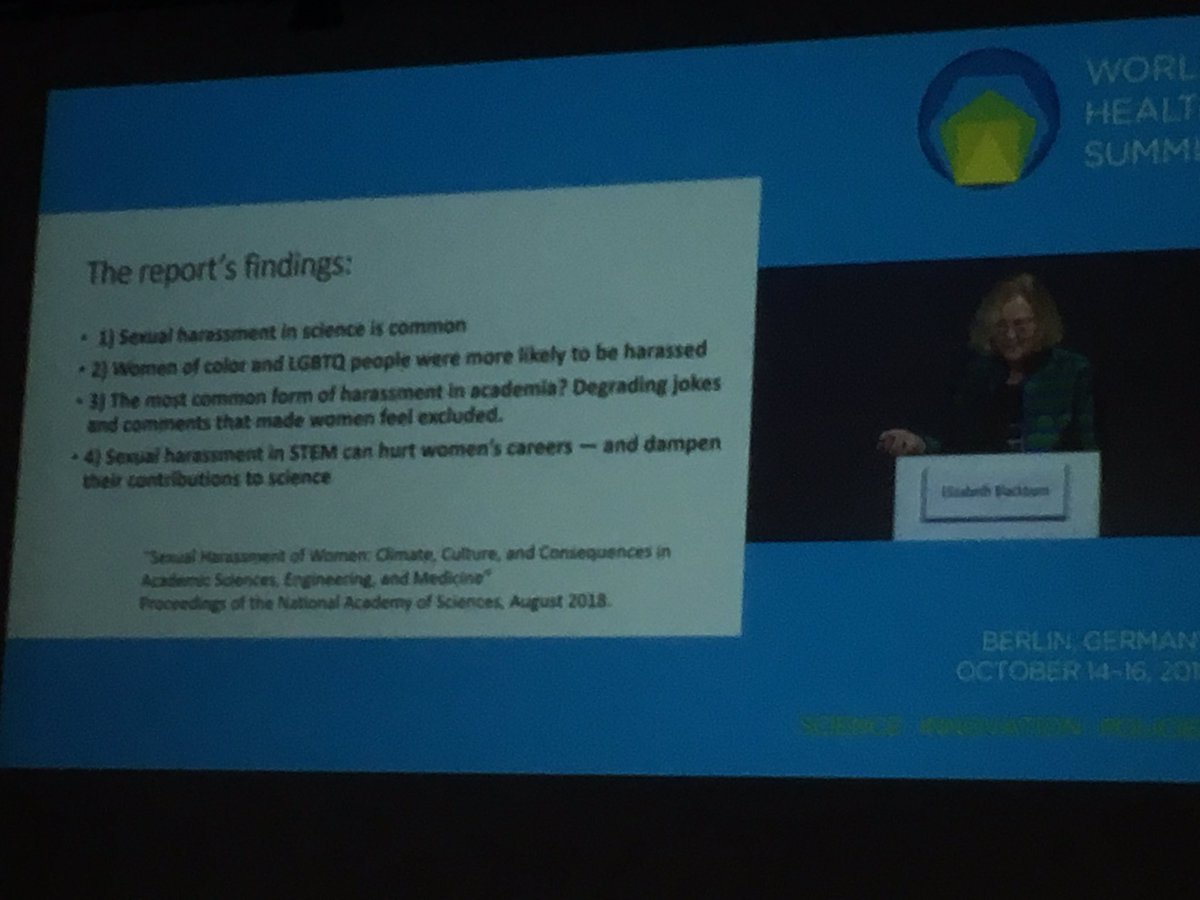 WORL
HEALT
SUMMI
The report's findings:
• 1) Sexual harassment in science is common
• 2) Women of color and LGBTQ people were more likely to be harassed
• 3) The most common form of harassment in academia? Degrading jokes
and comments that made women feel excluded.
• 4) Sexual harassment in STEM can hurt women's careers — and dampen
their contributions to science
"Sexual Harassment of Women: Climate, Culture, and Consequences in
Academic Sciences, Engineering, and Medicine"
Proceedings of the National Academy of Sciences, August 2018.
Elizabeth Blackburn
BERLIN, GERMAN
OCTOBER 14-16, 201
SCIENCE · INNOVATION ·